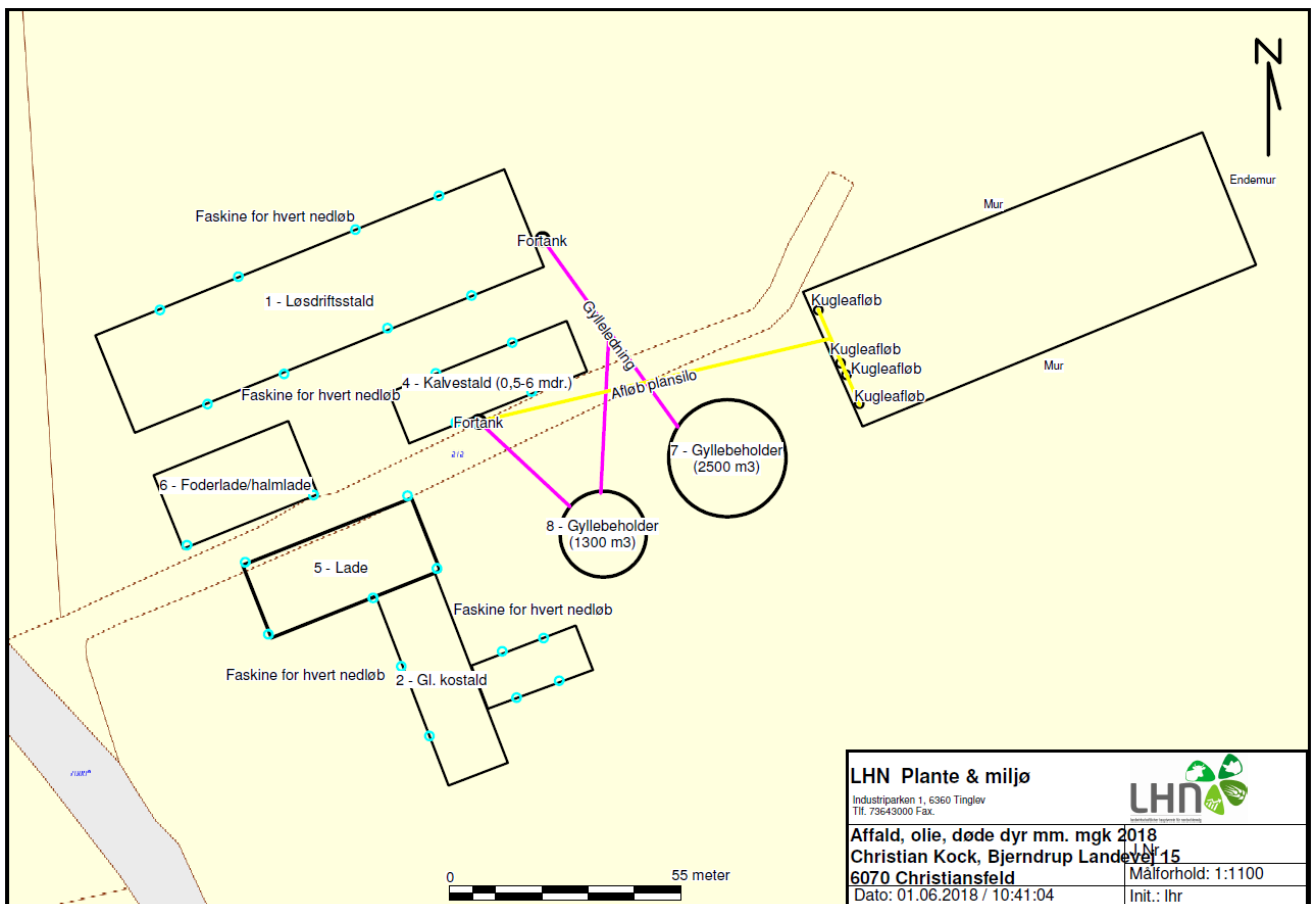 N
Endemur
Mur
Faskine for hvert nedløb
Fortank
1 - Løsdriftsstald
Kugleafløb
Gylleledning
Kugleafløb
Mur
Kugleafløb
4 - Kalvestald (0,5-6 mdr.)
Afløb plansilo
Faskine for hvert nedløb
Kugleafløb
Fortank
7 - Gyllebeholder
(2500 m3)
6 - Foderlade/halmlade
8 - Gyllebeholder
(1300 m3)
5 - Lade
Faskine for hvert nedløb
Faskine for hvert nedløb
2 - Gl. kostald
0 55 meter
LHN Plante & miljø
Industriparken 1, 6360 Tinglev
Tlf. 73643000 Fax.
LHN
Affald, olie, døde dyr mm. mgk 2018
J.Nr.
Christian Kock, Bjerndrup Landevej 15
6070 Christiansfeld
Målforhold: 1:1100
Dato: 01.06.2018 / 10:41:04
Init.: lhr